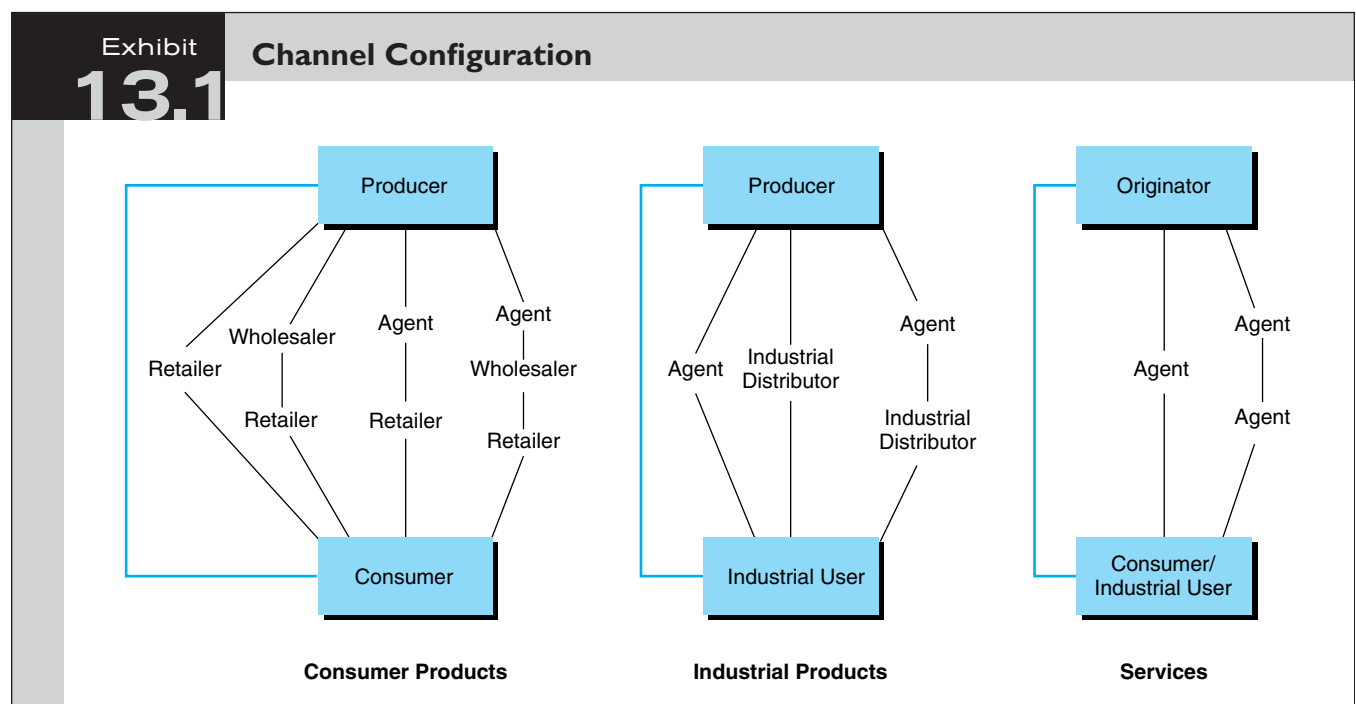 Exhibit
13.1
Channel Configuration
Producer
Retailer
Wholesaler
Retailer
Agent
Retailer
Agent
Wholesaler
Retailer
Consumer
Consumer Products
Producer
Agent
Industrial
Distributor
Agent
Industrial
Distributor
Industrial User
Industrial Products
Originator
Agent
Agent
Agent
Consumer/
Industrial User
Services